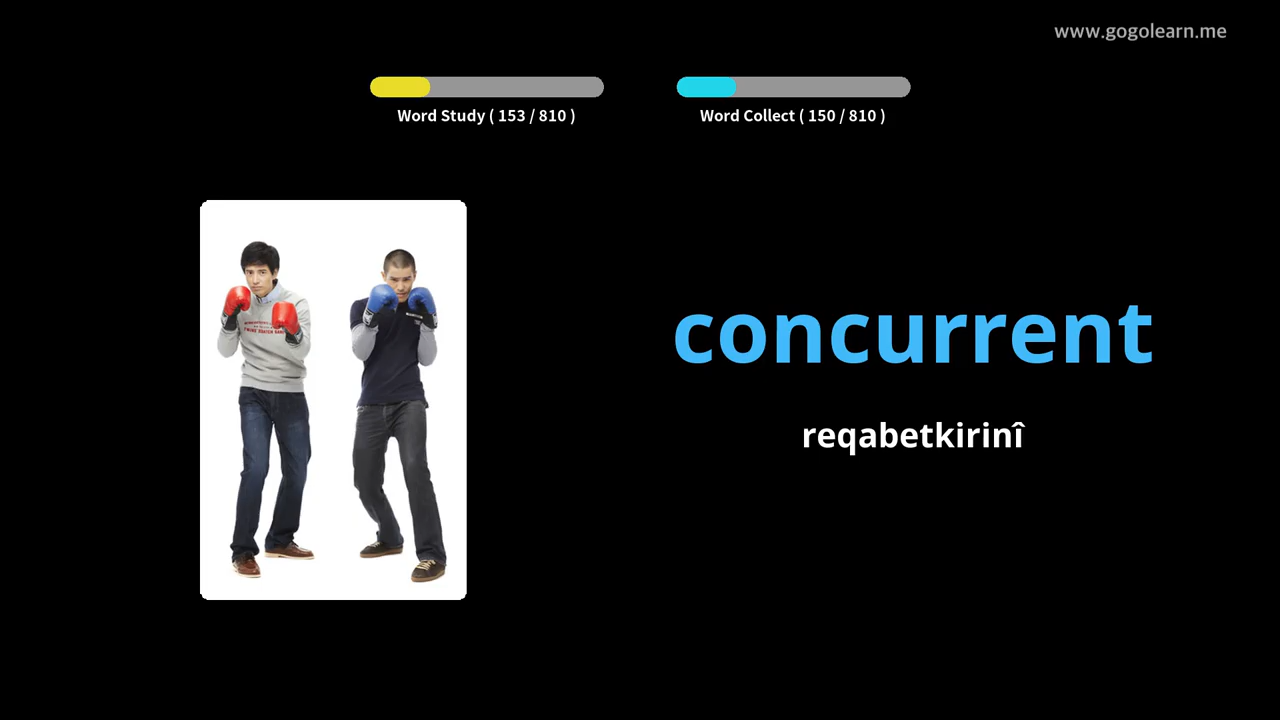 www.gogolearn.me
Word Study ( 153 / 810 )
Word Collect ( 150 / 810 )
concurrent
reqabetkirinî